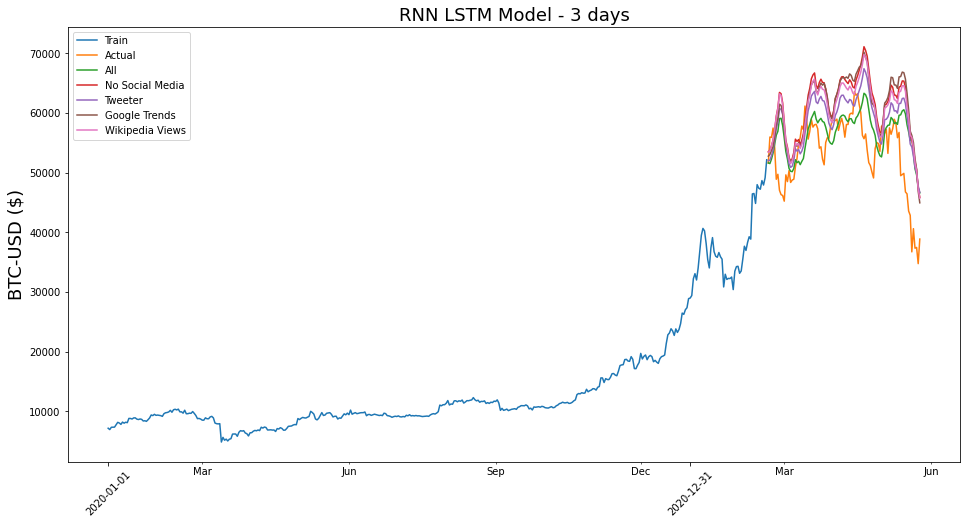 RNN LSTM Model - 3 days
Train
Actual
All
No Social Media
Tweeter
Google Trends
Wikipedia Views
BTC-USD ($)
70000
60000
50000
40000
30000
20000
10000
2020-01-01
Mar
Jun
Sep
Dec
2020-12-31
Mar
Jun